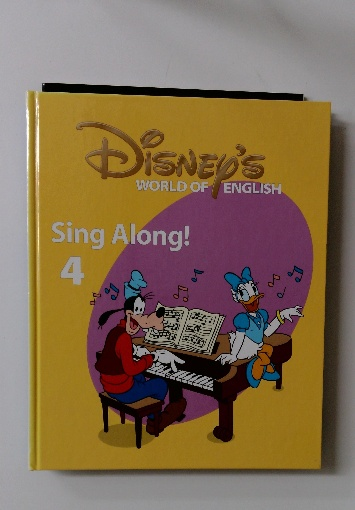 Disney's
WORLD OF ENGLISH
Sing Along!
4